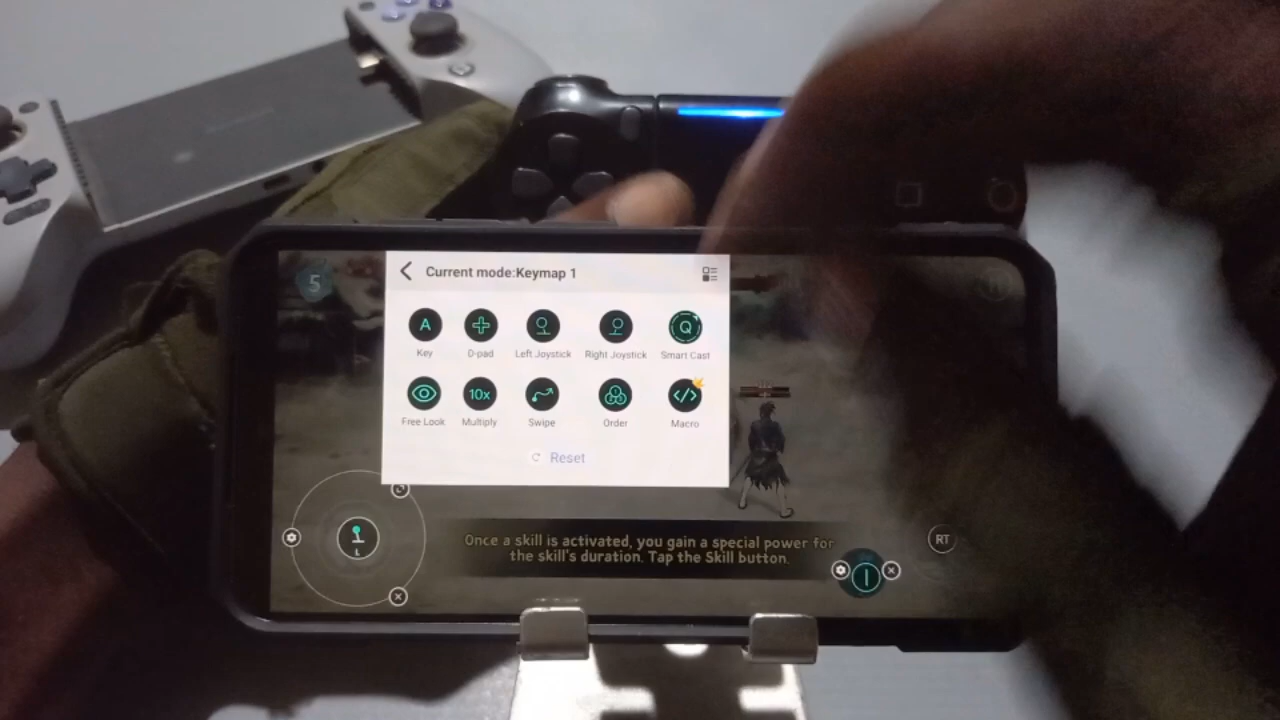 5
Current mode:Keymap 1
A
Q
Key
D-pad
Left Joystick
Right Joystick
Smart Cast
10x
</>
Free Look
Multiply
Swipe
Order
Macro
Reset
L
Once a skill is activated, you gain a special power for
the skill's duration. Tap the Skill button.
RT